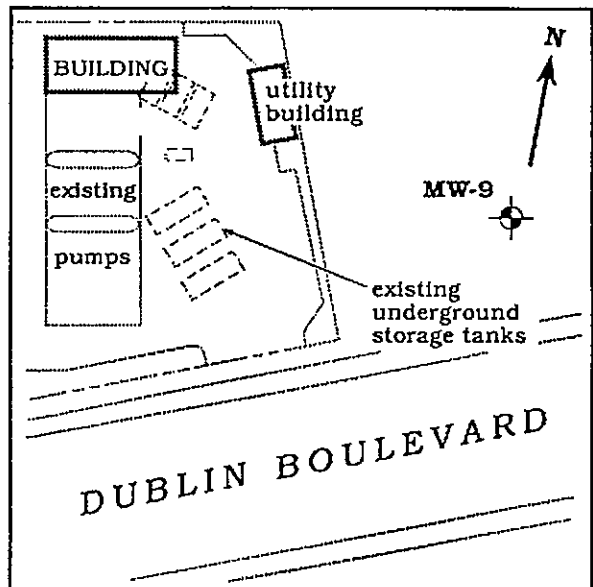 BUILDING
utility
building
N
MW-9
existing
pumps
existing
underground
storage tanks
DUBLIN BOULEVARD